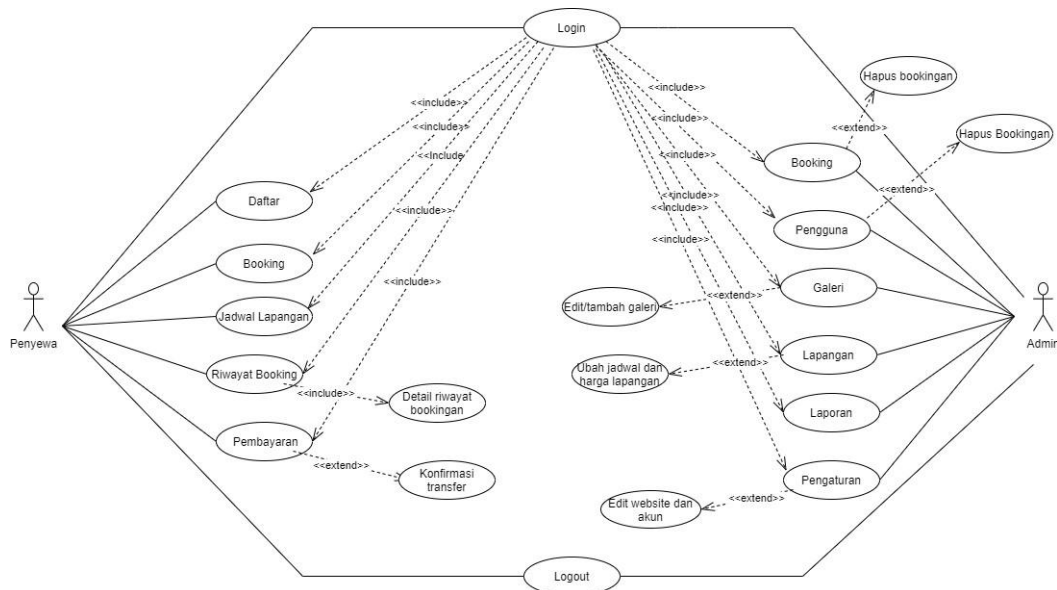 Login
Hapus bookingan
<<include>>
<<extend>>
<<include>>
<<include>>
Hapus Bookingan
<<include>>
Booking
<<include>>
<<Include
<<extend>>
Daftar
<<include>>
<<include>>
<<include>>
Pengguna
<<include>>
Booking
<<include>>
Galeri
Edit/tambah galeri
<<extend>>
Jadwal Lapangan
Penyewa
Admin
Lapangan
<<extend>>
Ubah jadwal dan
harga lapangan
Riwayat Booking
<<include>>
Detail riwayat
bookingan
Laporan
Pembayaran
<<extend>>
Konfirmasi
transfer
Pengaturan
<<extend>>
Edit website dan
akun
Logout